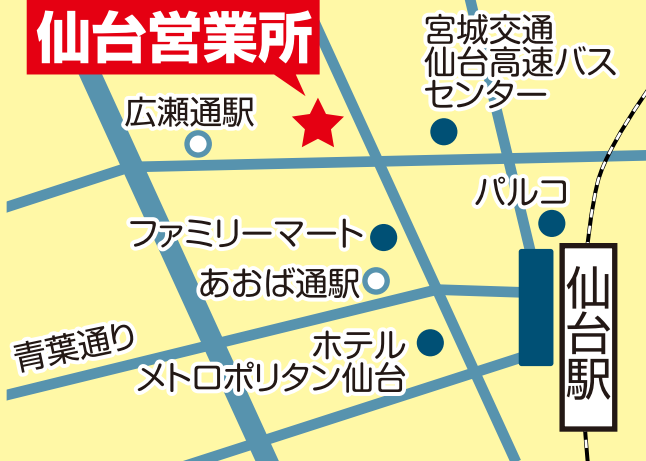 仙台営業所
宮城交通
仙台高速バス
センター
広瀬通駅
パルコ
ファミリーマート
あおば通駅
仙台駅
青葉通り
ホテル
メトロポリタン仙台